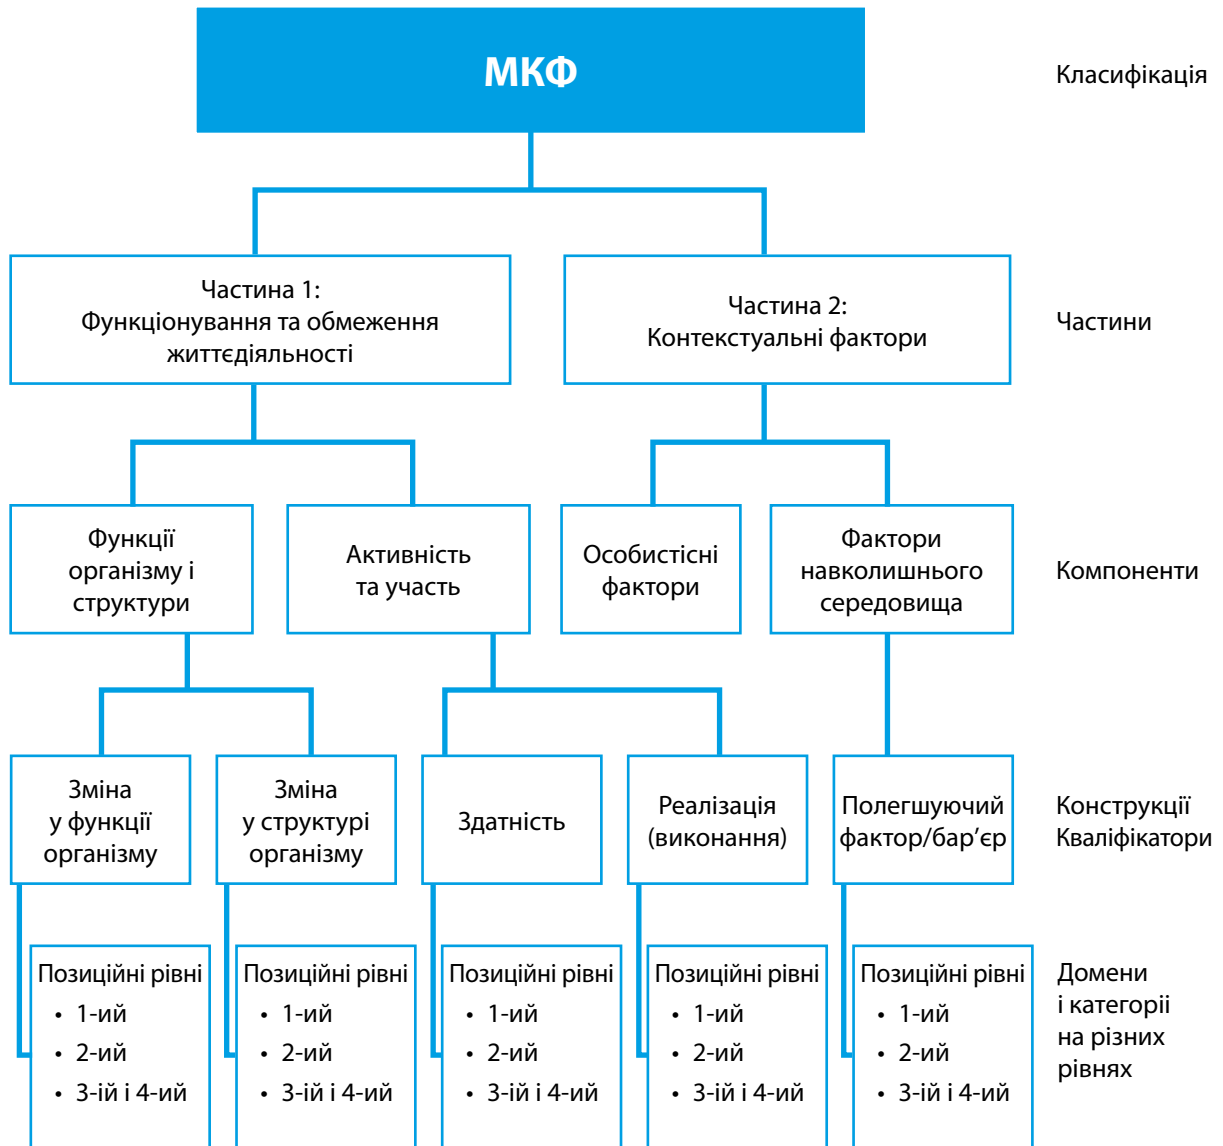 МКФ
Класифікація
Частина 1:
Функціонування та обмеження
життєдіяльності
Частина 2:
Контекстуальні фактори
Частини
Функції
організму і
структури
Активність
та участь
Особистісні
фактори
Фактори
навколишнього
середовища
Компоненти
Зміна
у функції
організму
Зміна
у структурі
організму
Здатність
Реалізація
(виконання)
Полегшуючий
фактор/бар’єр
Конструкції
Кваліфікатори
Позиційні рівні
• 1-ий
• 2-ий
• 3-ій і 4-ий
Позиційні рівні
• 1-ий
• 2-ий
• 3-ій і 4-ий
Позиційні рівні
• 1-ий
• 2-ий
• 3-ій і 4-ий
Позиційні рівні
• 1-ий
• 2-ий
• 3-ій і 4-ий
Позиційні рівні
• 1-ий
• 2-ий
• 3-ій і 4-ий
Домени
і категоріі
на різних
рівнях